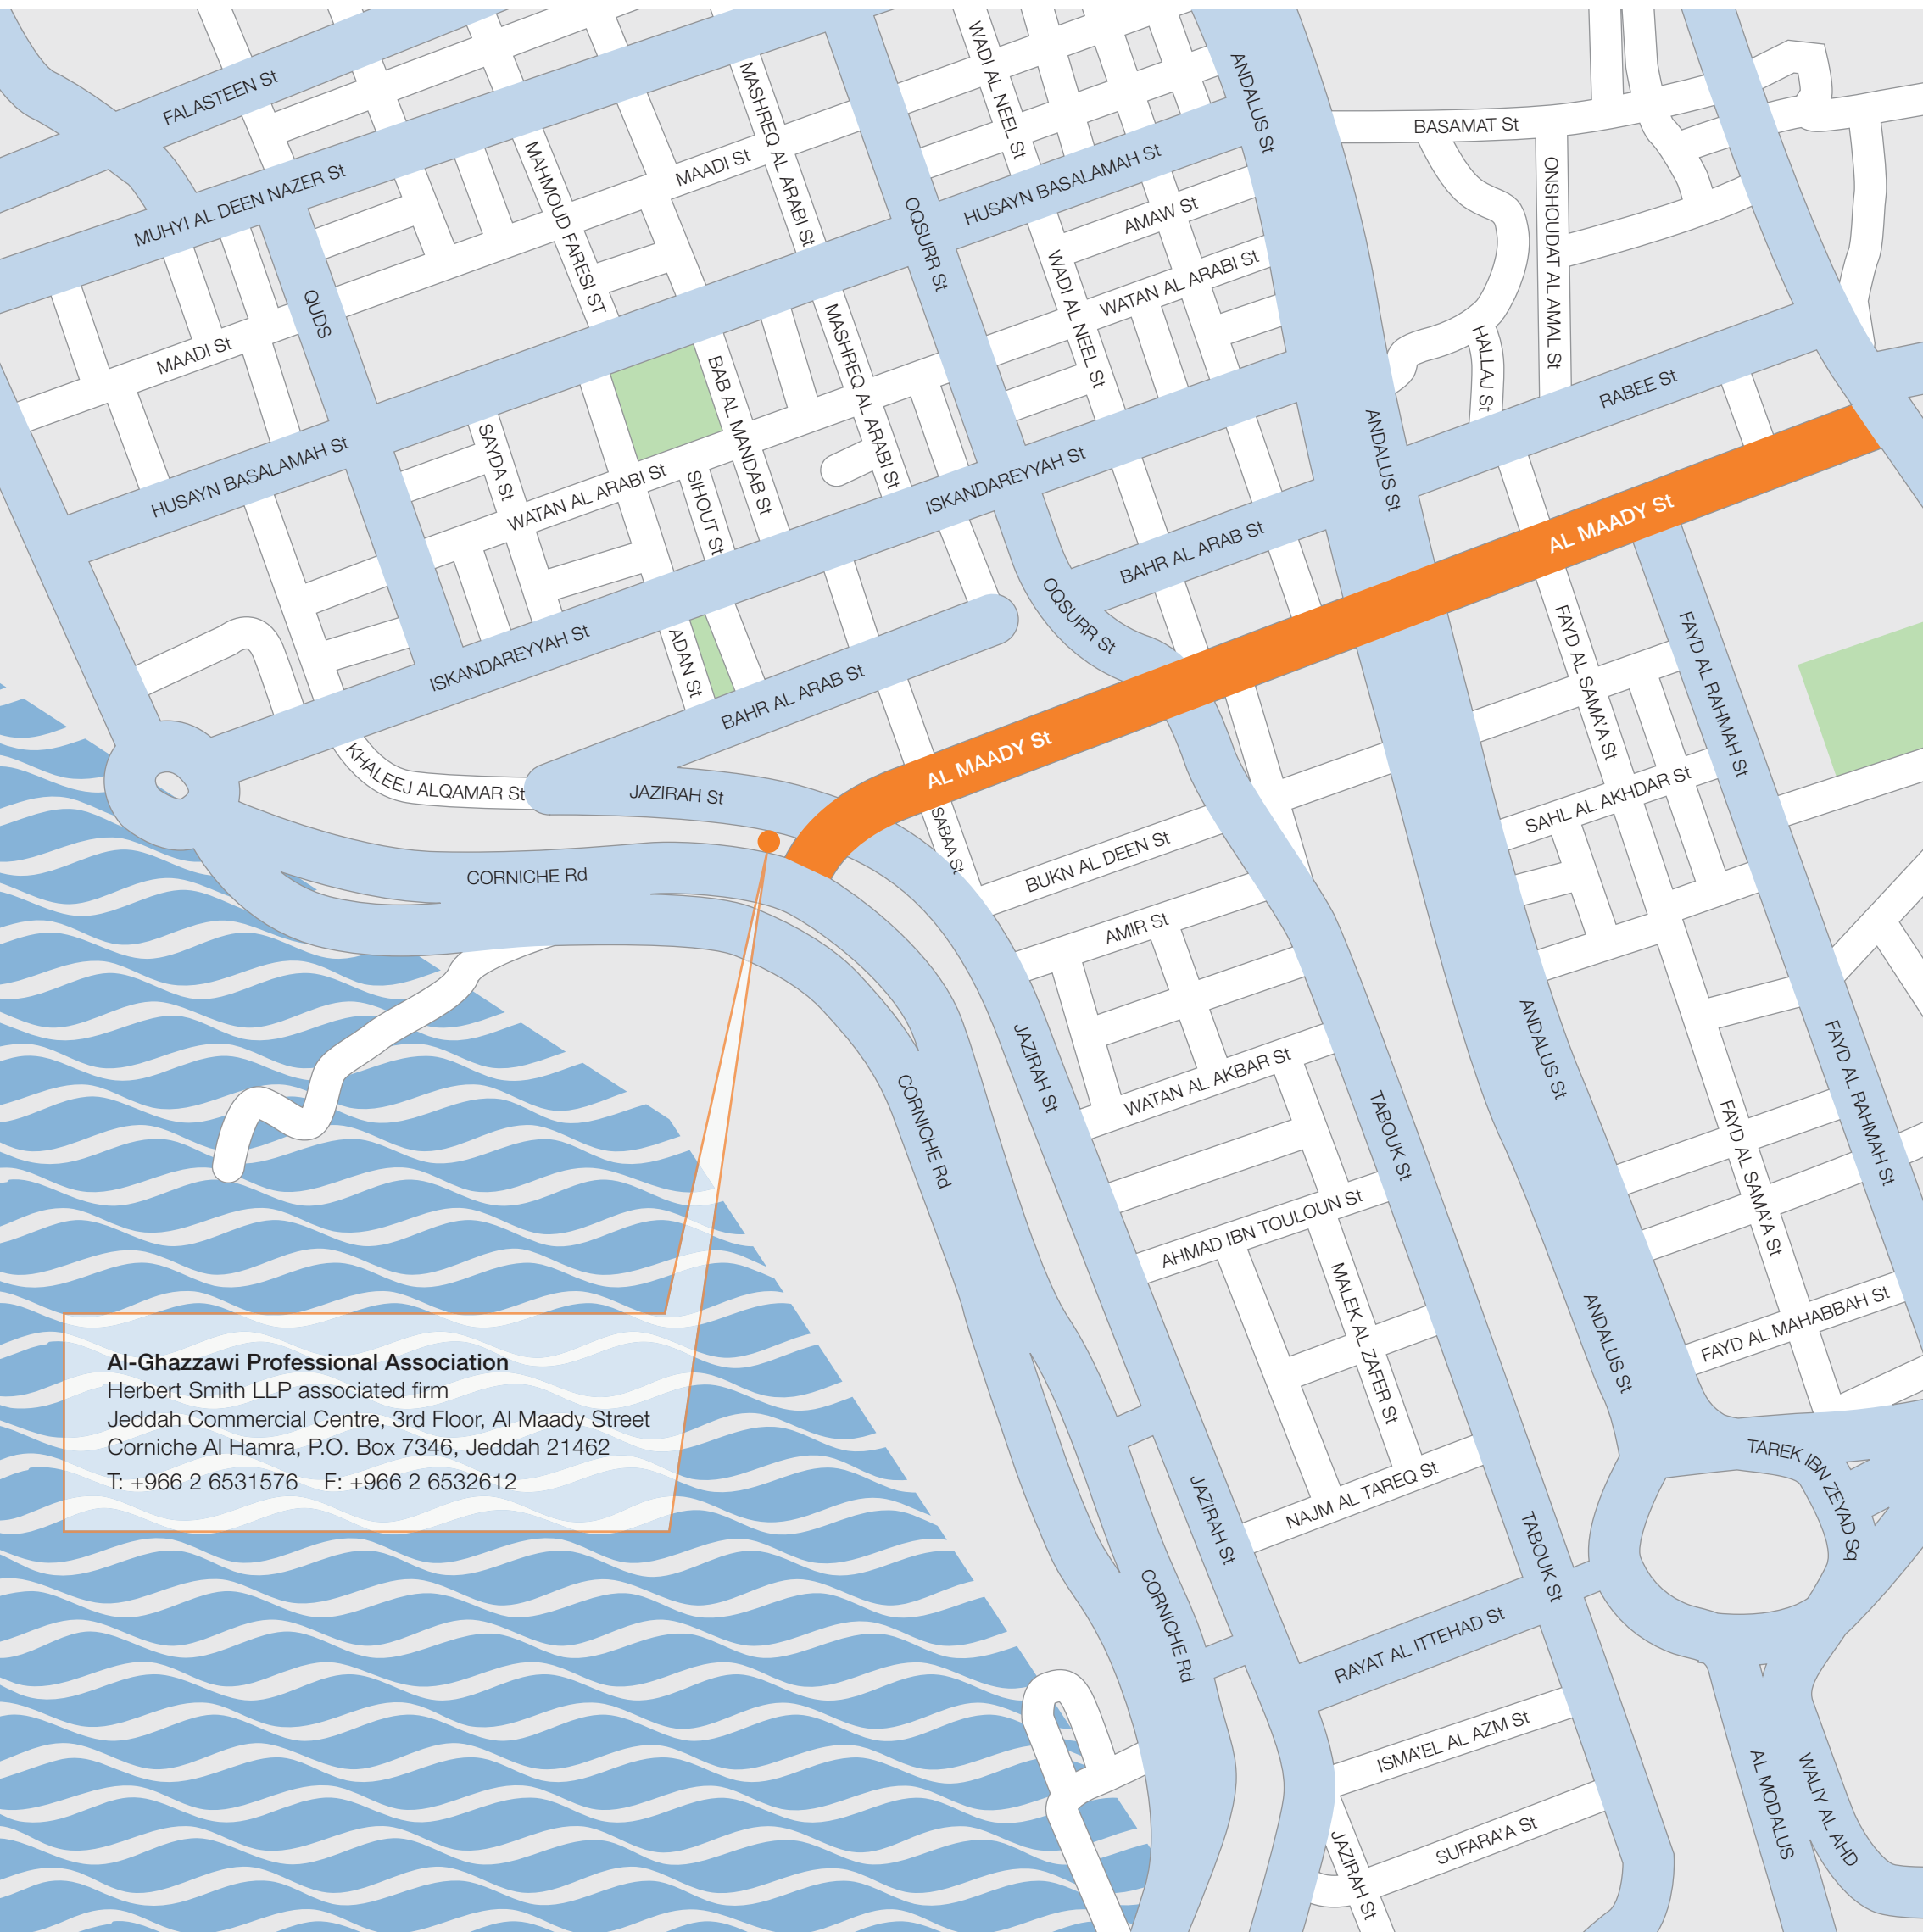 FALASTEEN St
MUHYI AL DEEN NAZER St
MASHREQ AL ARABI St
WADI AL NEEL St
ANDALUS St
BASAMAT St
MAHMOUD FARESI ST
MAADI St
HUSAYN BASALAMAH St
ONSHOUDAT AL AMAL St
OQSURR St
AMAW St
WATAN AL ARABI St
WADI AL NEEL St
QUDS
MAADI St
MASHREQ AL ARABI St
HALLAJ St
BAB AL MANDAB St
RABEE St
ANDALUS St
HUSAYN BASALAMAH St
SAYDA St
WATAN AL ARABI St
SIHOUT St
ISKANDAREYYAH St
AL MAADY St
BAHR AL ARAB St
OQSURR St
ISKANDAREYYAH St
ADAN St
BAHR AL ARAB St
FAYD AL SAMA'A St
FAYD AL RAHMAH St
KHALEEJ ALQAMAR St
JAZIRAH St
AL MAADY St
SABAA St
SAHL AL AKHDAR St
BUKN AL DEEN St
CORNICHE Rd
AMIR St
JAZIRAH St
ANDALUS St
WATAN AL AKBAR St
CORNICHE Rd
TABOUK St
FAYD AL SAMA'A St
FAYD AL RAHMAH St
AHMAD IBN TOULOUN St
MALEK AL ZAFER St
ANDALUS St
FAYD AL MAHABBAH St
Al-Ghazzawi Professional Association
Herbert Smith LLP associated firm
Jeddah Commercial Centre, 3rd Floor, Al Maady Street
Corniche Al Hamra, P.O. Box 7346, Jeddah 21462
T: +966 2 6531576 F: +966 2 6532612
TAREK IBN ZEYAD Sq
JAZIRAH St
NAJM AL TAREQ St
TABOUK St
CORNICHE Rd
RAYAT AL ITTEHAD St
ISMA'EL AL AZM St
AL MODALUS
WALIY AL AHD
SUFARA'A St
JAZIRAH St